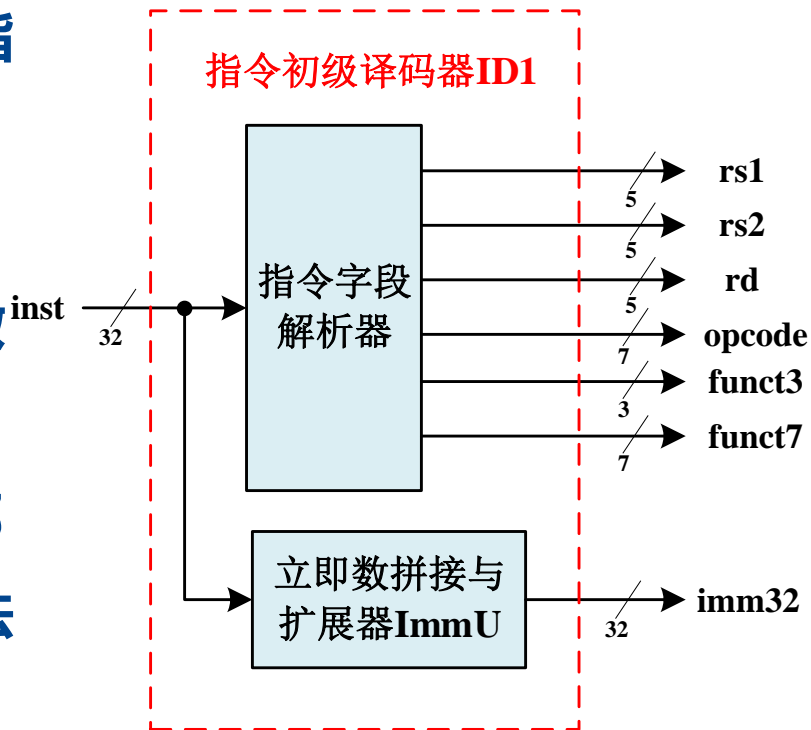 指
指令初级译码器ID1
rs1
5
rs2
5
指令字段
解析器
rd
5
inst
32
opcode
7
funct3
3
funct7
7
立即数拼接与
扩展器ImmU
imm32
32
法